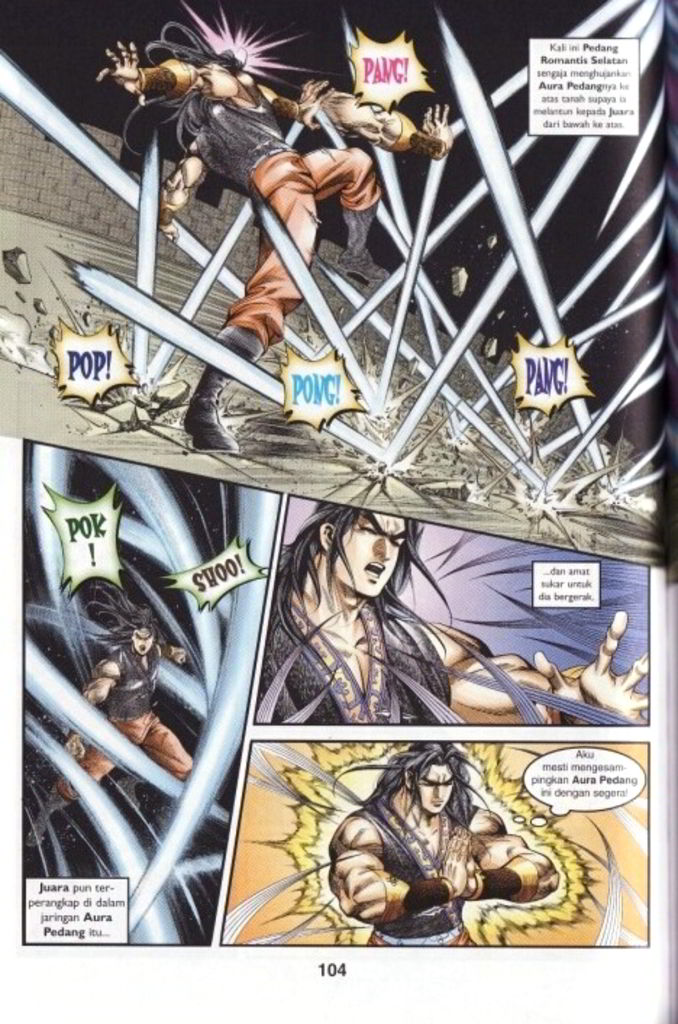 Kali ini Pedang
Romantis Selatan
sengaja menghujankan
Aura Pedangnya ke
atas tanah supaya ia
melantun kepada Juara
dari bawah ke atas.
PANG!
POP!
PONG!
PANG!
POK
!
SHOO!
Juara pun ter-
perangkap di dalam
jaringan Aura
Pedang itu...
...dan amat
sukar untuk
dia bergerak.
Aku
mesti mengesam-
pingkan Aura Pedang
ini dengan segera!
104